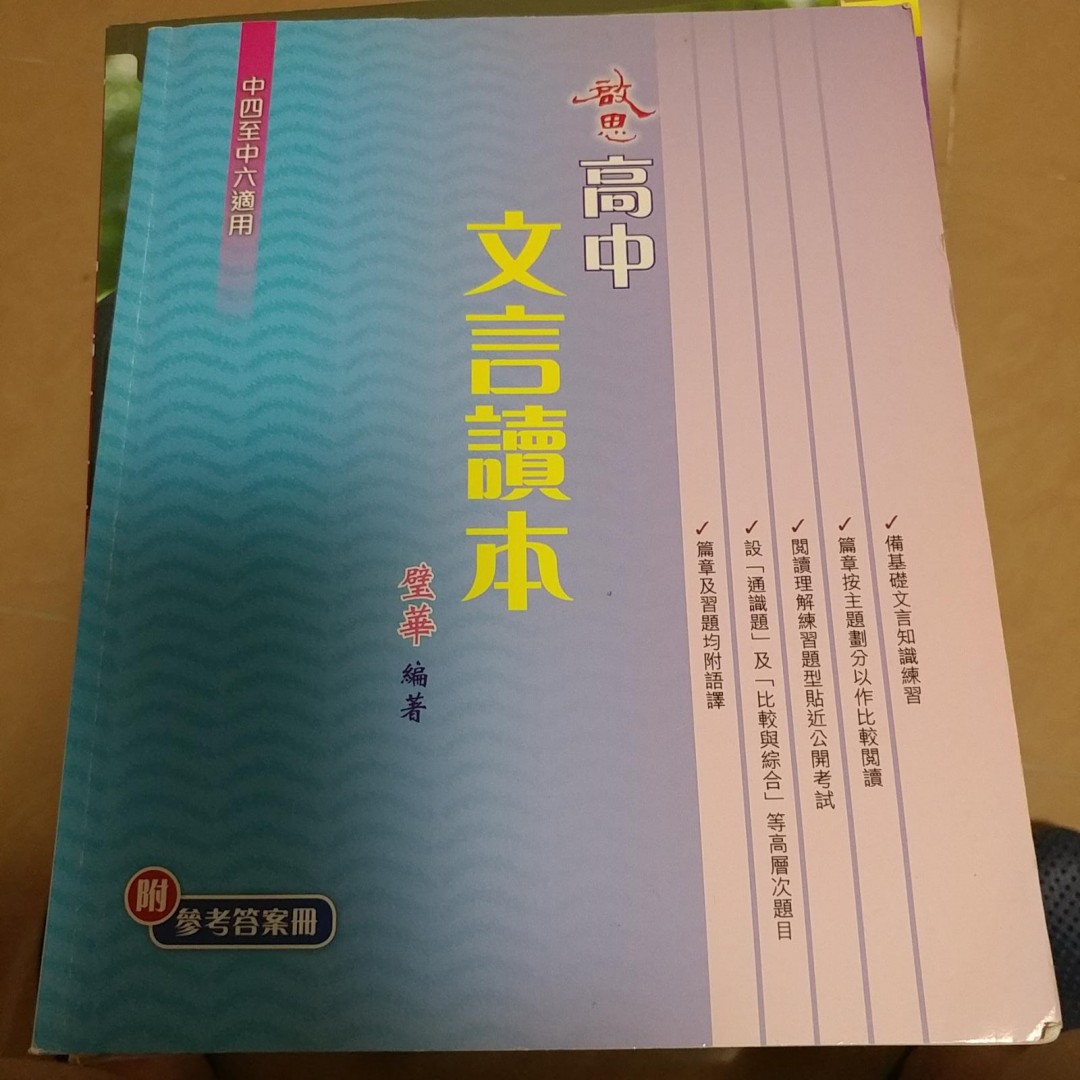 啟思
高中
文言讀本
璧華 編著
中四至中六適用
✓備基礎文言知識練習
✓篇章按主題劃分以作比較閱讀
✓閱讀理解練習題型貼近公開考試
✓設「通識題」及「比較與綜合」等高層次題目
✓篇章及習題均附語譯
附
參考答案冊